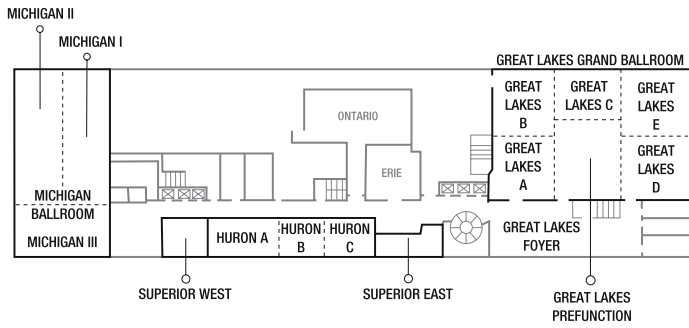 MICHIGAN II
MICHIGAN I
GREAT LAKES GRAND BALLROOM
GREAT
LAKES
B
GREAT
LAKES C
GREAT
LAKES
E
ONTARIO
ERIE
GREAT
LAKES
A
GREAT
LAKES
D
MICHIGAN
BALLROOM
MICHIGAN III
HURON A
HURON
B
HURON
C
GREAT LAKES
FOYER
SUPERIOR WEST
SUPERIOR EAST
GREAT LAKES
PREFUNCTION